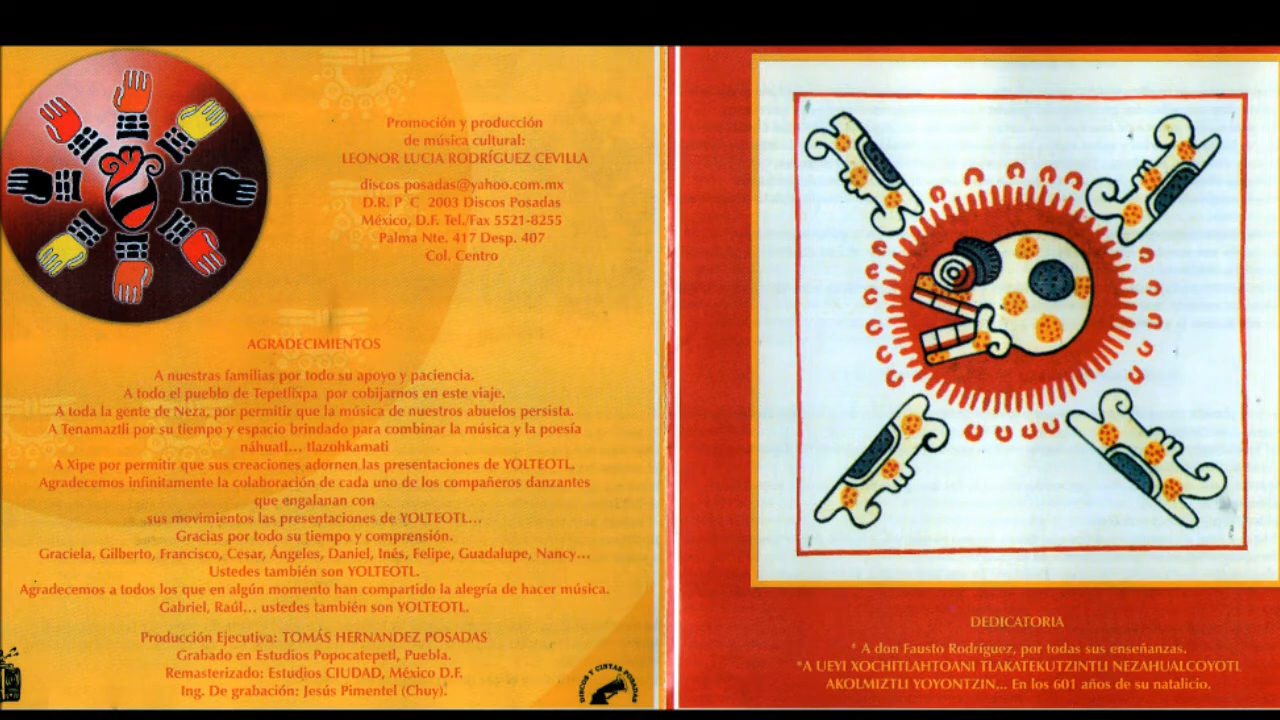 Promoción y producción
de música cultural:
LEONOR LUCIA RODRÍGUEZ CEVILLA
discos posadas@yahoo.com.mx
D.R. P C 2003 Discos Posadas
México, D.F. Tel./Fax 5521-8255
Palma Nte. 417 Desp. 407
Col. Centro
AGRADECIMIENTOS
A nuestras familias por todo su apoyo y paciencia.
A todo el pueblo de Tepetlixpa por cobijarnos en este viaje.
A toda la gente de Neza, por permitir que la música de nuestros abuelos persista.
A Tenamaztli por su tiempo y espacio brindado para combinar la música y la poesía
náhuatl... tlazohkamati
A Xipe por permitir que sus creaciones adornen las presentaciones de YOLTEOTL.
Agradecemos infinitamente la colaboración de cada uno de los compañeros danzantes
que engalanan con
sus movimientos las presentaciones de YOLTEOTL...
Gracias por todo su tiempo y comprensión.
Graciela, Gilberto, Francisco, Cesar, Ángeles, Daniel, Inés, Felipe, Guadalupe, Nancy...
Ustedes también son YOLTEOTL.
Agradecemos a todos los que en algún momento han compartido la alegría de hacer música.
Gabriel, Raúl... ustedes también son YOLTEOTL.
Producción Ejecutiva: TOMÁS HERNANDEZ POSADAS
Grabado en Estudios Popocatepetl, Puebla.
Remasterizado: Estudios CIUDAD, México D.F.
Ing. De grabación: Jesús Pimentel (Chuy).
DISCOS Y CINTAS POSADAS
DEDICATORIA
* A don Fausto Rodríguez, por todas sus enseñanzas.
*A UEYI XOCHITLAHTOANI TLAKATEKUTZINTLI NEZAHUALCOYOTL
AKOLMIZTLI YOYONTZIN... En los 601 años de su natalicio.